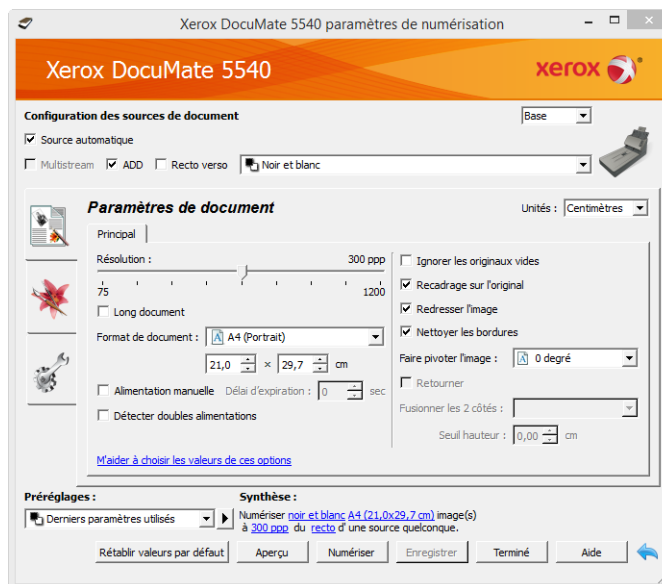 Xerox DocuMate 5540 paramètres de numérisation
Xerox DocuMate 5540
xerox
Configuration des sources de document
Base
Source automatique
Multistream ADD Recto verso Noir et blanc
Paramètres de document
Unités : Centimètres
Principal
Résolution : 300 ppp
75 1200
Long document
Format de document : A4 (Portrait)
21,0 x 29,7 cm
Alimentation manuelle Délai d'expiration : 0 sec
Détecter doubles alimentations
M'aider à choisir les valeurs de ces options
Ignorer les originaux vides
Recadrage sur l'original
Redresser l'image
Nettoyer les bordures
Faire pivoter l'image : 0 degré
Retourner
Fusionner les 2 côtés :
Seuil hauteur : 0,00 cm
Préréglages :
Derniers paramètres utilisés
Synthèse :
Numériser noir et blanc A4 (21,0x29,7 cm) image(s)
à 300 ppp du recto d'une source quelconque.
Rétablir valeurs par défaut Aperçu Numériser Enregistrer Terminé Aide